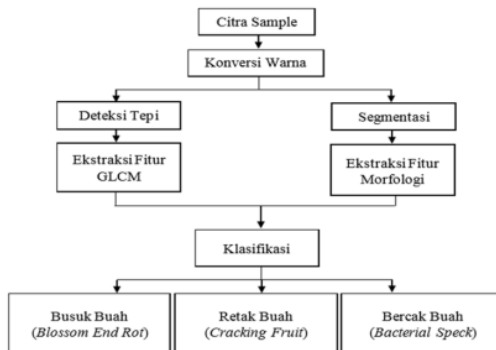 Citra Sample
Konversi Warna
Deteksi Tepi
Segmentasi
Ekstraksi Fitur
GLCM
Ekstraksi Fitur
Morfologi
Klasifikasi
Busuk Buah
(Blossom End Rot)
Retak Buah
(Cracking Fruit)
Bercak Buah
(Bacterial Speck)